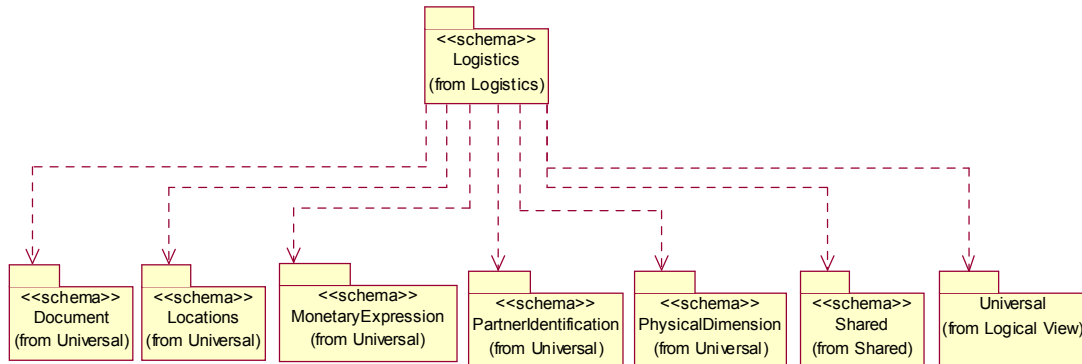 <<schema>>
Logistics
(from Logistics)
<<schema>>
Document
(from Universal)
<<schema>>
Locations
(from Universal)
<<schema>>
MonetaryExpression
(from Universal)
<<schema>>
PartnerIdentification
(from Universal)
<<schema>>
PhysicalDimension
(from Universal)
<<schema>>
Shared
(from Shared)
Universal
(from Logical View)